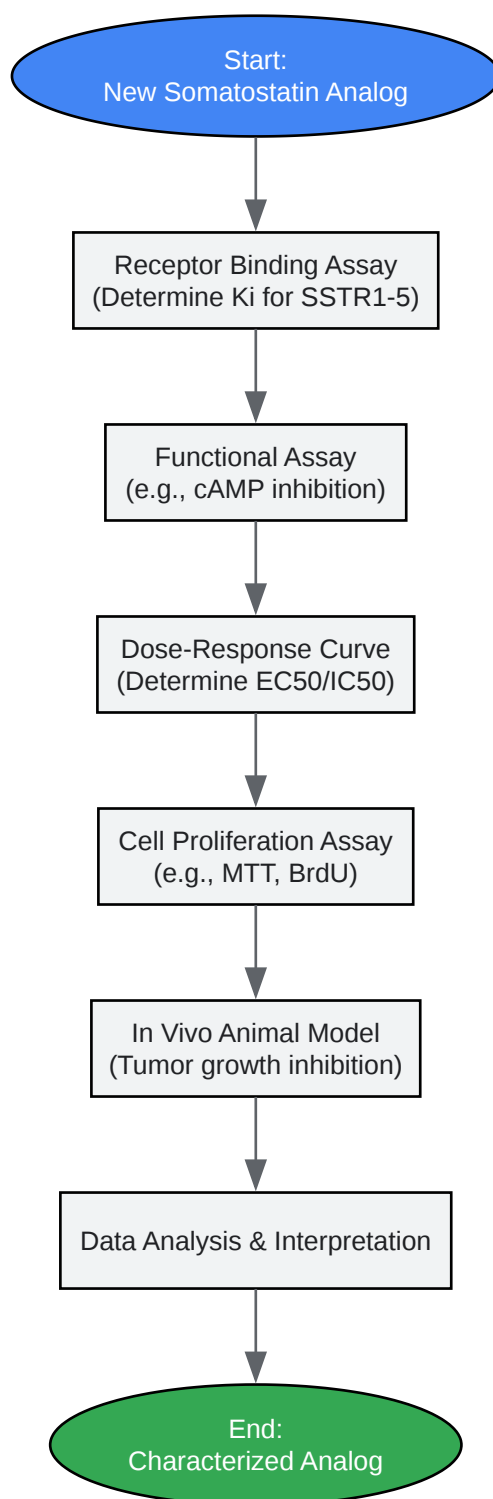 Start:
New Somatostatin Analog
Receptor Binding Assay
(Determine Ki for SSTR1-5)
Functional Assay
(e.g., cAMP inhibition)
Dose-Response Curve
(Determine EC50/IC50)
Cell Proliferation Assay
(e.g., MTT, BrdU)
In Vivo Animal Model
(Tumor growth inhibition)
Data Analysis & Interpretation
End:
Characterized Analog